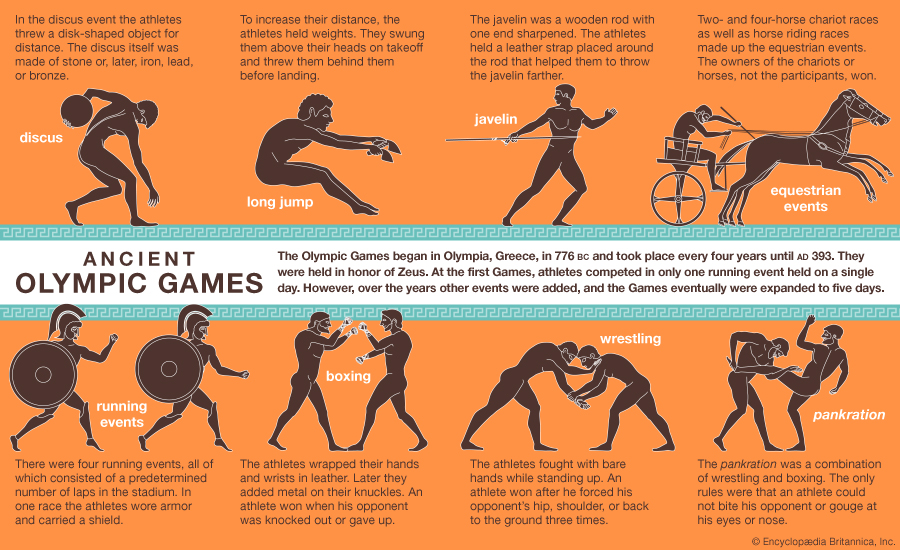 In the discus event the athletes
threw a disk-shaped object for
distance. The discus itself was
made of stone or, later, iron, lead,
or bronze.
discus
To increase their distance, the
athletes held weights. They swung
them above their heads on takeoff
and threw them behind them
before landing.
long jump
The javelin was a wooden rod with
one end sharpened. The athletes
held a leather strap placed around
the rod that helped them to throw
the javelin farther.
javelin
Two- and four-horse chariot races
as well as horse riding races
made up the equestrian events.
The owners of the chariots or
horses, not the participants, won.
equestrian
events
ANCIENT
OLYMPIC GAMES
The Olympic Games began in Olympia, Greece, in 776 BC and took place every four years until AD 393. They
were held in honor of Zeus. At the first Games, athletes competed in only one running event held on a single
day. However, over the years other events were added, and the Games eventually were expanded to five days.
running
events
There were four running events, all of
which consisted of a predetermined
number of laps in the stadium. In
one race the athletes wore armor
and carried a shield.
boxing
The athletes wrapped their hands
and wrists in leather. Later they
added metal on their knuckles. An
athlete won when his opponent
was knocked out or gave up.
wrestling
The athletes fought with bare
hands while standing up. An
athlete won after he forced his
opponent's hip, shoulder, or back
to the ground three times.
pankration
The pankration was a combination
of wrestling and boxing. The only
rules were that an athlete could
not bite his opponent or gouge at
his eyes or nose.
© Encyclopædia Britannica, Inc.